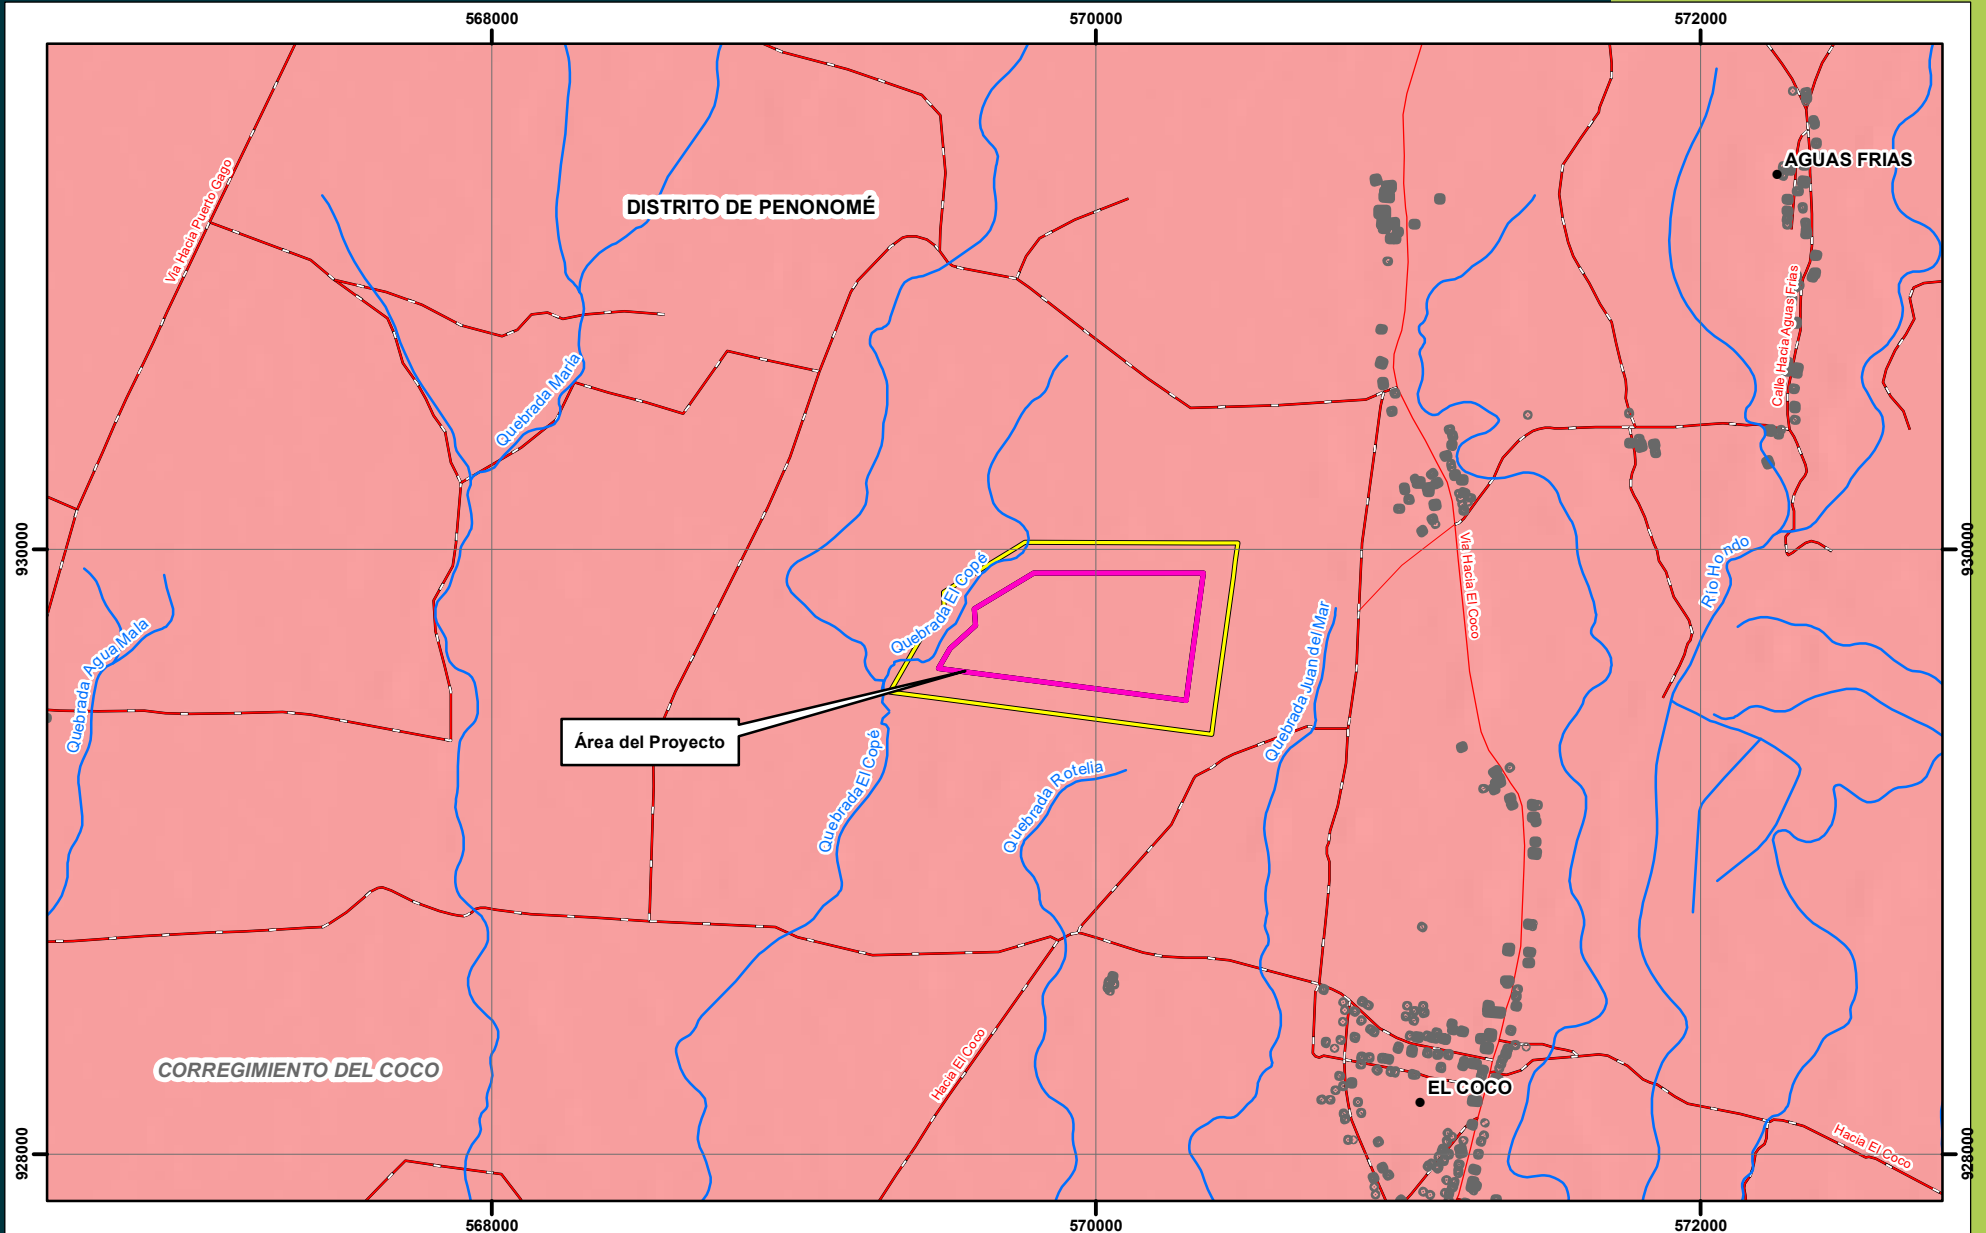 568000
570000
572000
AGUAS FRIAS
Vía Hacia Puerto Gago
DISTRITO DE PENONOMÉ
Calle Hacia Aguas Frias
Quebrada María
930000
930000
Vía Hacia El Coco
Río Hondo
Quebrada El Copé
Quebrada Agua Mala
Quebrada Juan del Mar
Área del Proyecto
Quebrada El Copé
Quebrada Rotelia
CORREGIMIENTO DEL COCO
Hacia El Coco
EL COCO
Hacia El Coco
928000
928000
568000
570000
572000